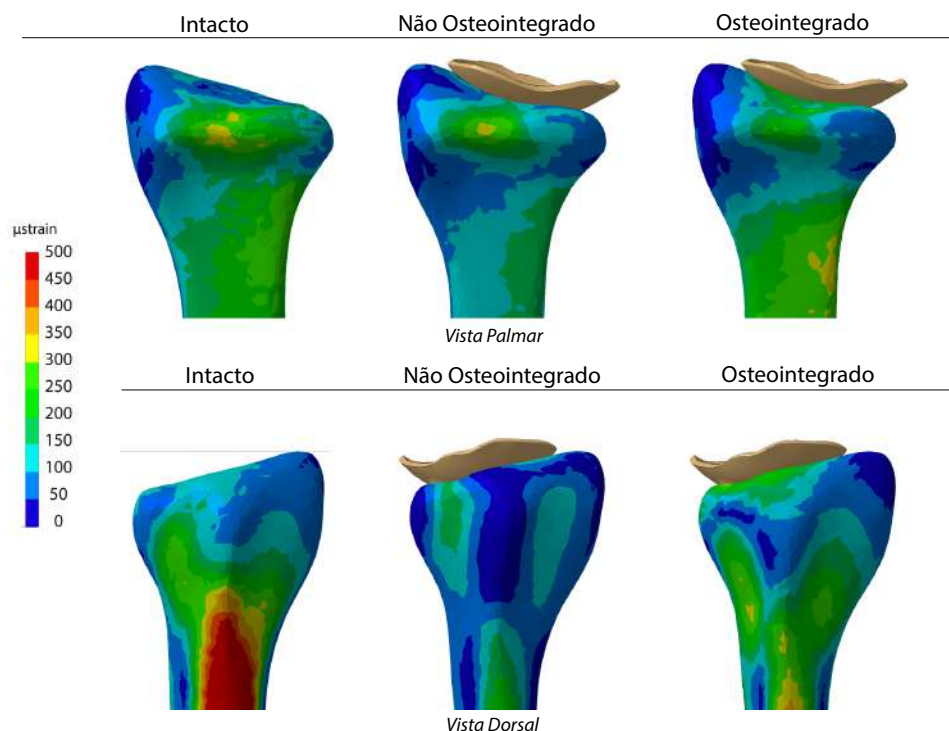 Intacto Não Osteointegrado Osteointegrado
µstrain
500
450
400
350
300
250
200
150
100
50
0
Vista Palmar
Intacto Não Osteointegrado Osteointegrado
Vista Dorsal